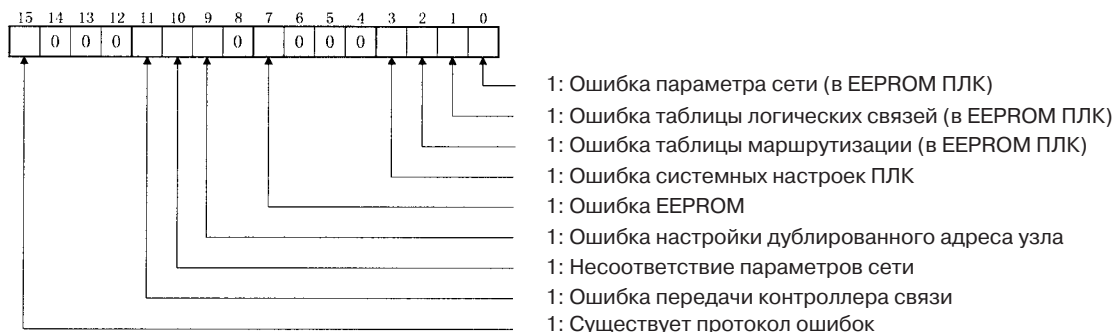 15 14 13 12 11 10 9 8 7 6 5 4 3 2 1 0
0 0 0 0 0 0 0
1: Ошибка параметра сети (в EEPROM ПЛК)
1: Ошибка таблицы логических связей (в EEPROM ПЛК)
1: Ошибка таблицы маршрутизации (в EEPROM ПЛК)
1: Ошибка системных настроек ПЛК
1: Ошибка EEPROM
1: Ошибка настройки дублированного адреса узла
1: Несоответствие параметров сети
1: Ошибка передачи контроллера связи
1: Существует протокол ошибок